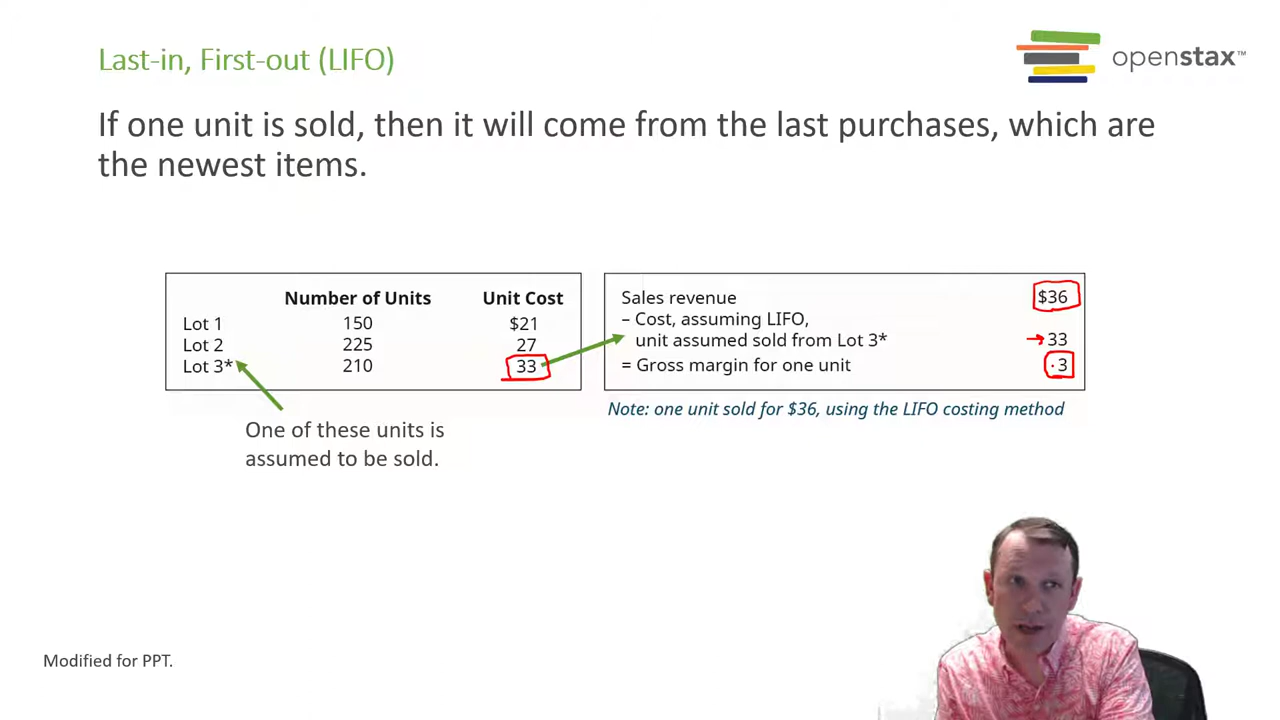 Last-in, First-out (LIFO)
openstax™
If one unit is sold, then it will come from the last purchases, which are
the newest items.
Number of Units Unit Cost
Lot 1 150 $21
Lot 2 225 27
Lot 3* 210 33
Sales revenue $36
– Cost, assuming LIFO,
unit assumed sold from Lot 3* 33
= Gross margin for one unit 3
Note: one unit sold for $36, using the LIFO costing method
One of these units is
assumed to be sold.
Modified for PPT.